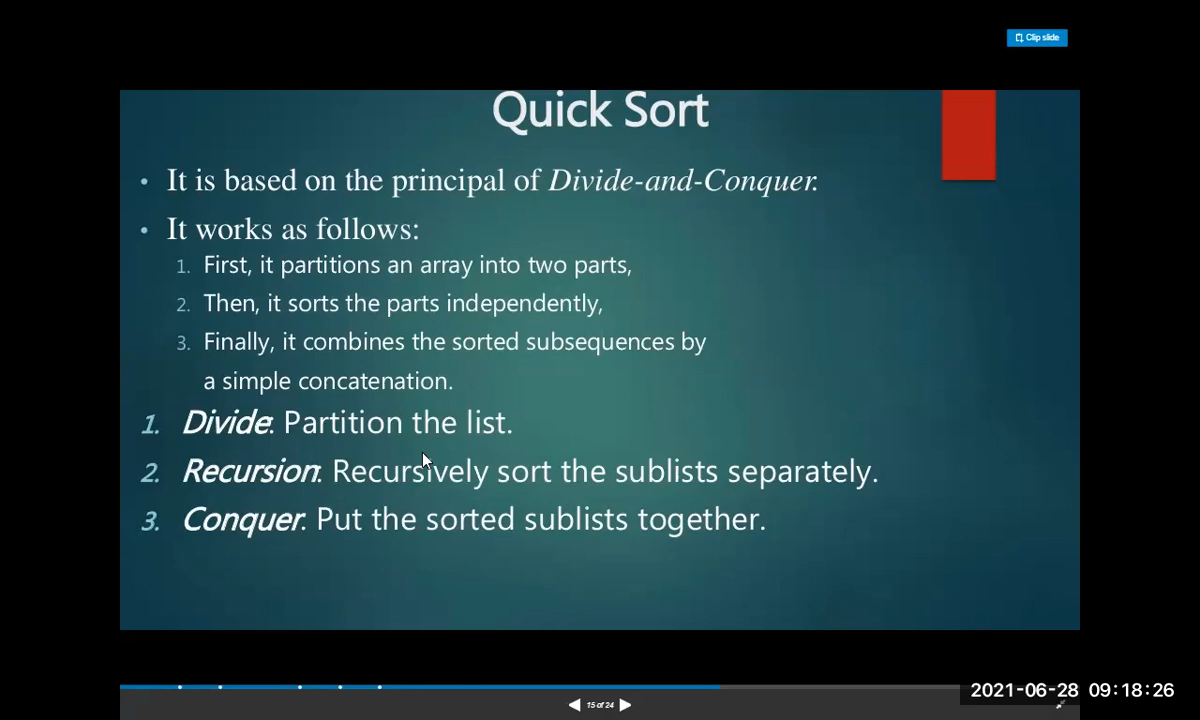 Clip slide
Quick Sort
• It is based on the principal of Divide-and-Conquer.
• It works as follows:
1. First, it partitions an array into two parts,
2. Then, it sorts the parts independently,
3. Finally, it combines the sorted subsequences by
a simple concatenation.
1. Divide: Partition the list.
2. Recursion: Recursively sort the sublists separately.
3. Conquer: Put the sorted sublists together.
15 of 24
2021-06-28 09:18:26